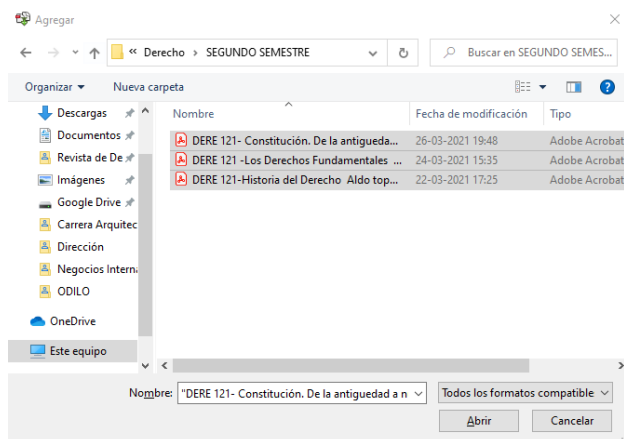 Agregar
« Derecho › SEGUNDO SEMESTRE
Buscar en SEGUNDO SEMES...
Organizar
Nueva carpeta
Descargas
Documentos
Revista de De
Imágenes
Google Drive
Carrera Arquitec
Dirección
Negocios Intern
ODILO
OneDrive
Este equipo
Nombre Fecha de modificación Tipo
DERE 121- Constitución. De la antigueda... 26-03-2021 19:48 Adobe Acrobat
DERE 121 -Los Derechos Fundamentales ... 24-03-2021 15:35 Adobe Acrobat
DERE 121-Historia del Derecho Aldo top... 22-03-2021 17:25 Adobe Acrobat
Nombre: "DERE 121- Constitución. De la antiguedad a n
Todos los formatos compatible
Abrir Cancelar